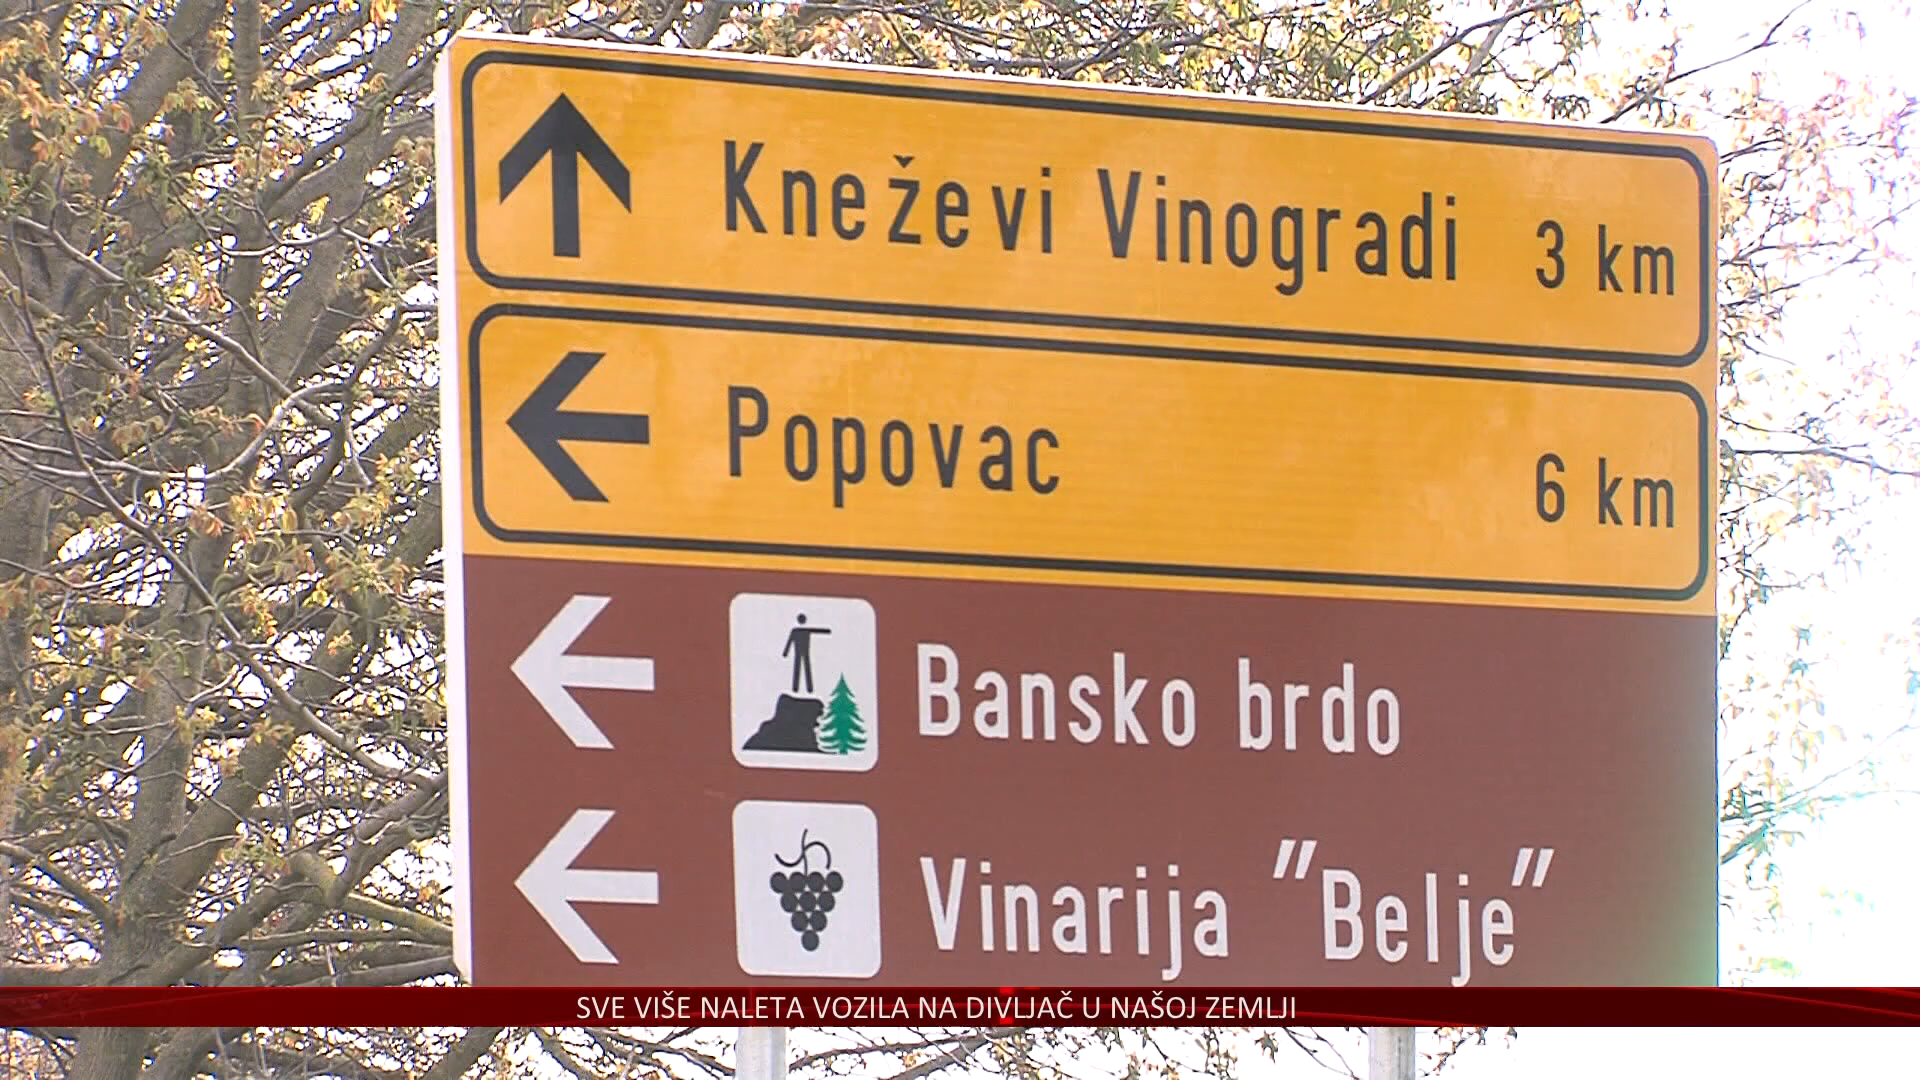 Kneževi Vinogradi 3 km
Popovac 6 km
Bansko brdo
Vinarija "Belje"
SVE VIŠE NALETA VOZILA NA DIVLJAČ U NAŠOJ ZEMLJI